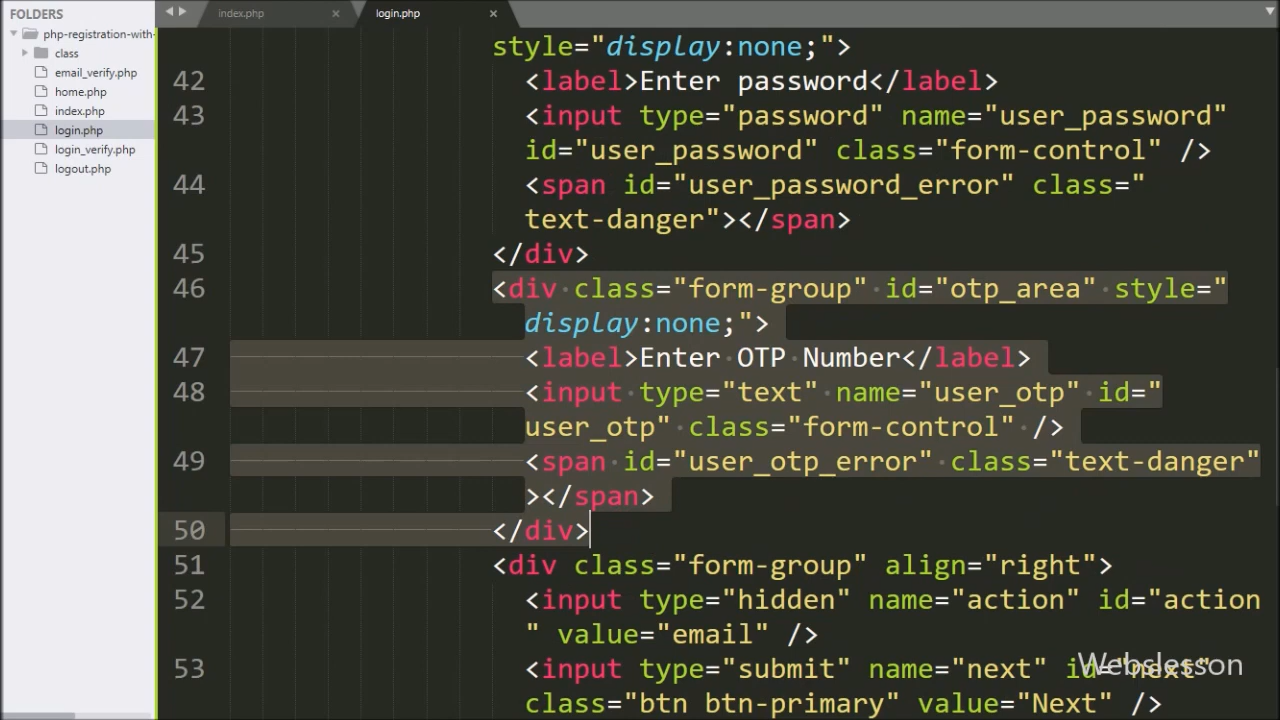 FOLDERS
php-registration-with-
class
email_verify.php
home.php
index.php
login.php
login_verify.php
logout.php
index.php ×
login.php ×
style="display:none;">
42 <label>Enter password</label>
43 <input type="password" name="user_password"
id="user_password" class="form-control" />
44 <span id="user_password_error" class="
text-danger"></span>
45 </div>
46 <div class="form-group" id="otp_area" style="
display:none;">
47 <label>Enter OTP Number</label>
48 <input type="text" name="user_otp" id="
user_otp" class="form-control" />
49 <span id="user_otp_error" class="text-danger"
></span>
50 </div>
51 <div class="form-group" align="right">
52 <input type="hidden" name="action" id="action
" value="email" />
53 <input type="submit" name="next" id="next"
class="btn btn-primary" value="Next" />
Webslesson